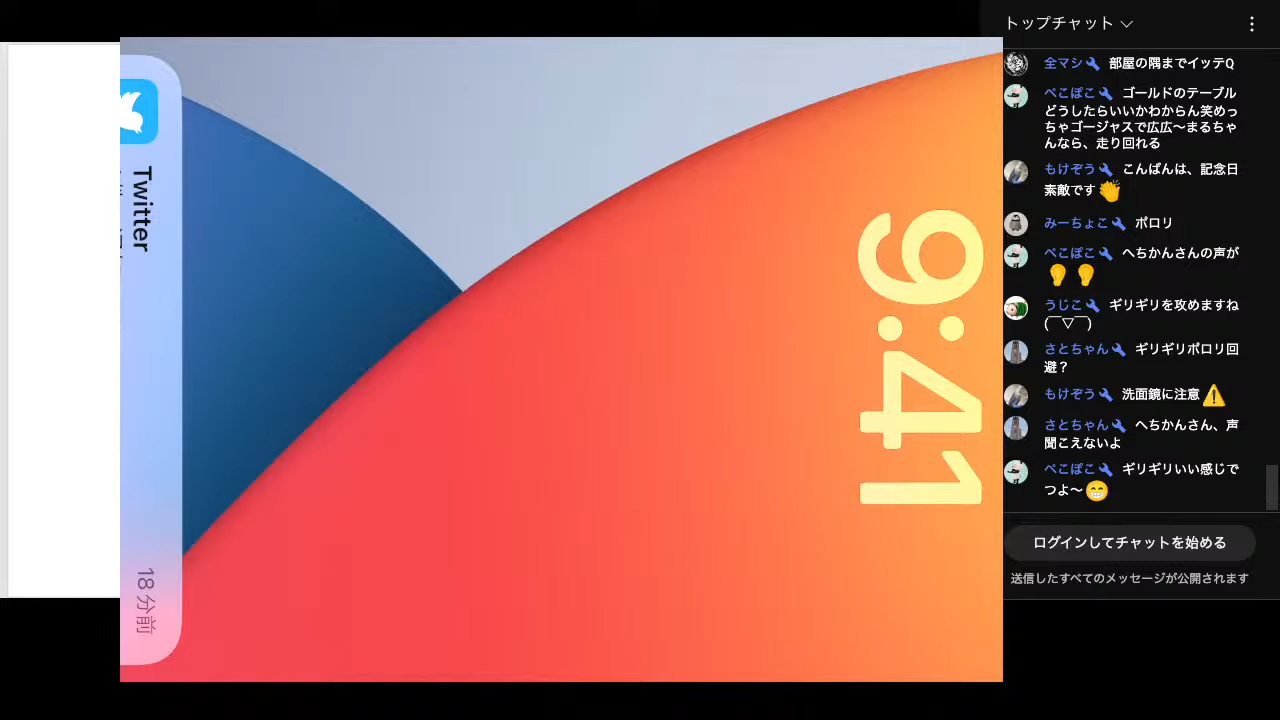 Twitter
18 分前
9:41
トップチャット
全マシ 部屋の隅までイッテQ
ぺこぽこ ゴールドのテーブル
どうしたらいいかわからん笑めっ
ちゃゴージャスで広広〜まるちゃ
んなら、走り回れる
もけぞう こんばんは、記念日
素敵です👏
みーちょこ ポロリ
ぺこぽこ へちかんさんの声が
👂👂
うじこ ギリギリを攻めますね
(￣▽￣)
さとちゃん ギリギリポロリ回
避？
もけぞう 洗面鏡に注意⚠️
さとちゃん へちかんさん、声
聞こえないよ
ぺこぽこ ギリギリいい感じで
つよ〜😁
ログインしてチャットを始める
送信したすべてのメッセージが公開されます